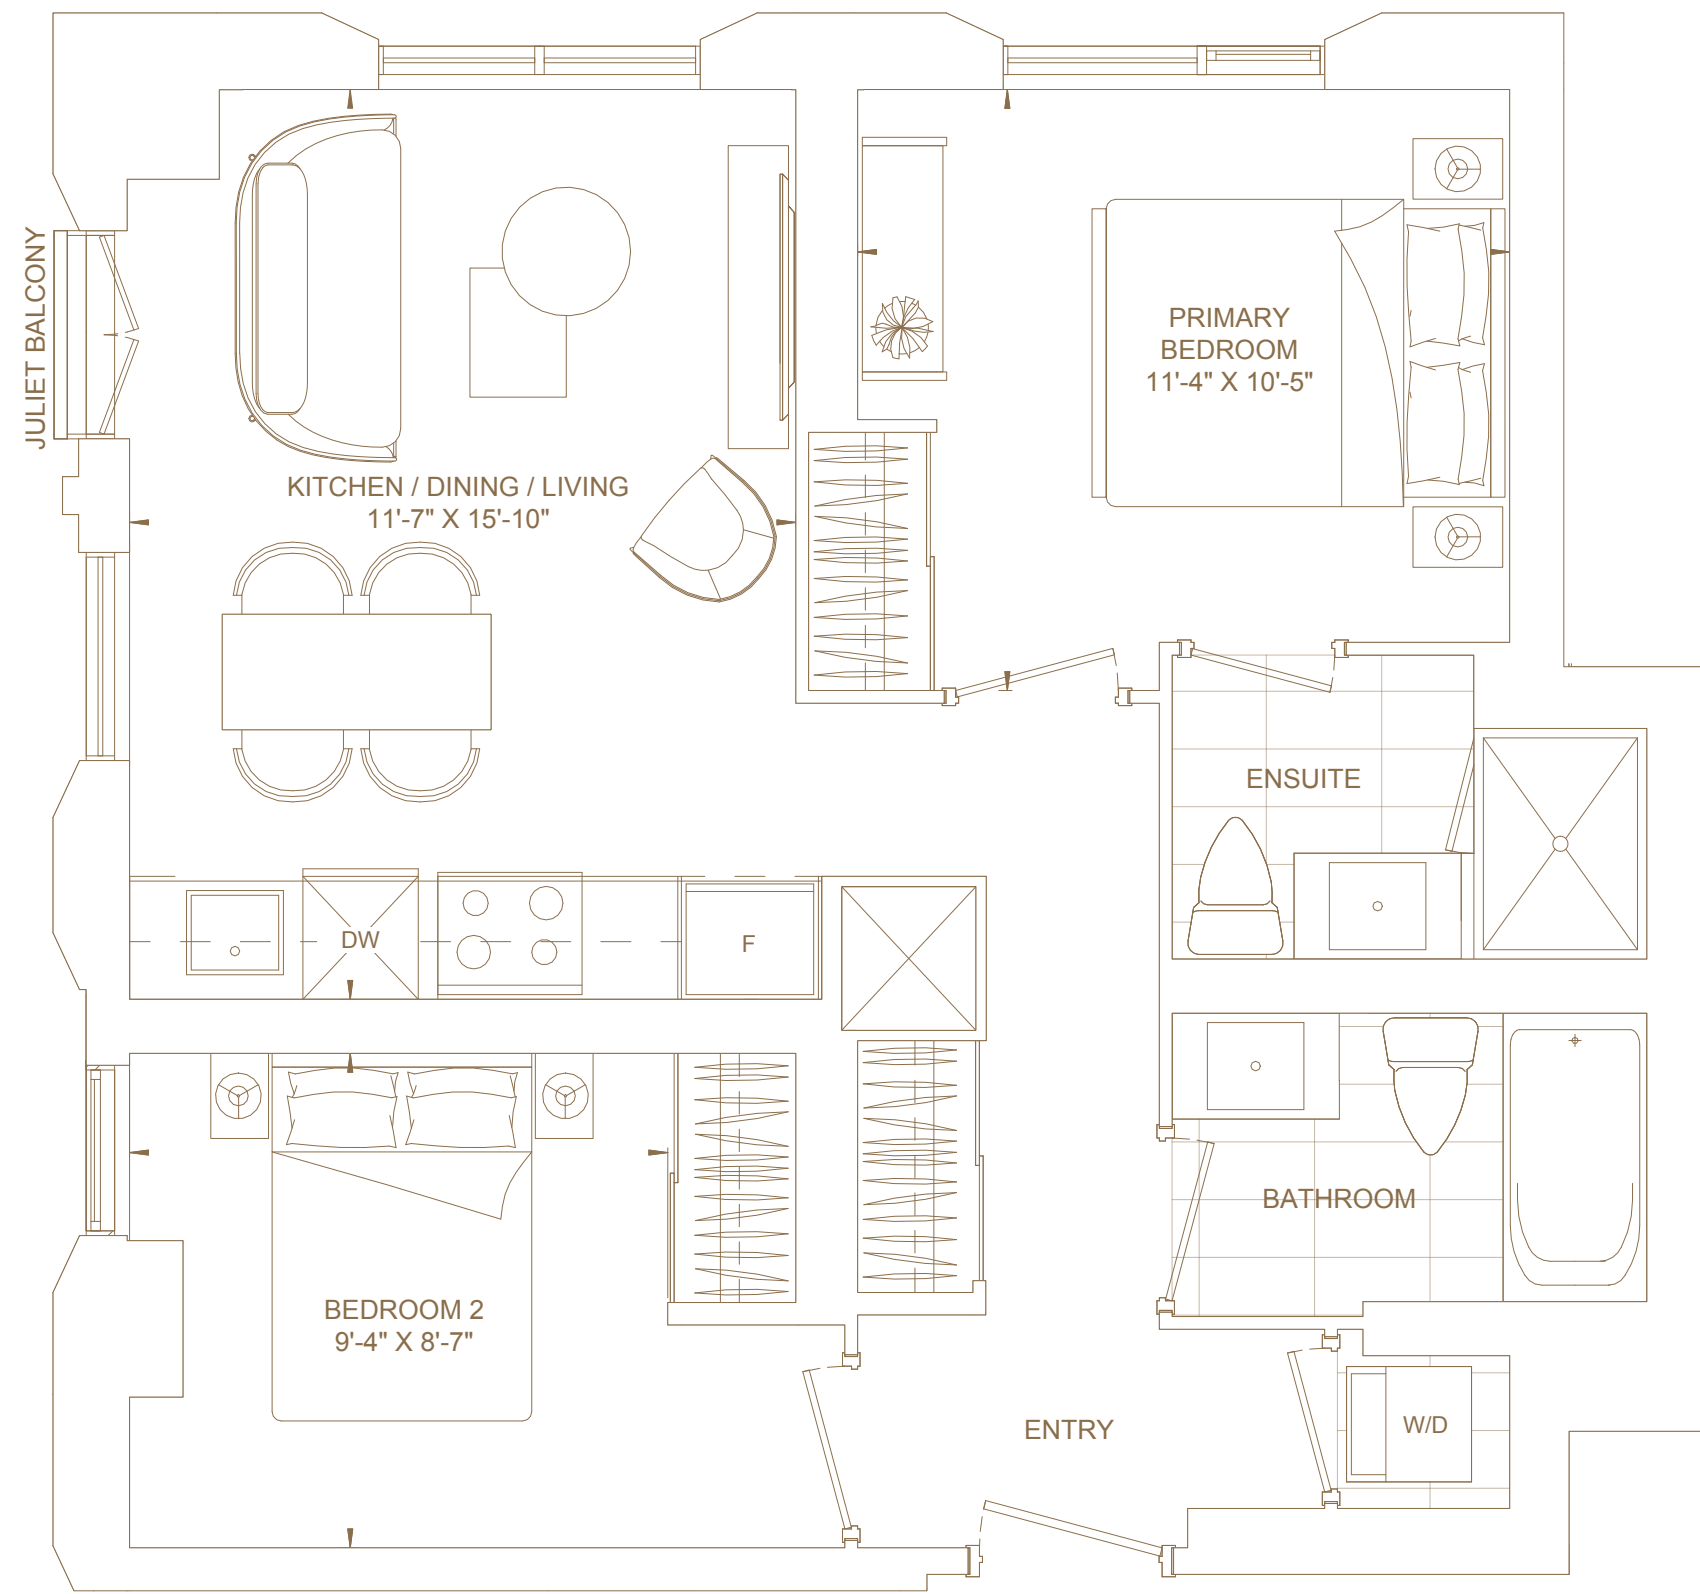 JULIET BALCONY
PRIMARY
BEDROOM
11'-4" X 10'-5"
KITCHEN / DINING / LIVING
11'-7" X 15'-10"
ENSUITE
DW
F
BATHROOM
BEDROOM 2
9'-4" X 8'-7"
ENTRY
W/D